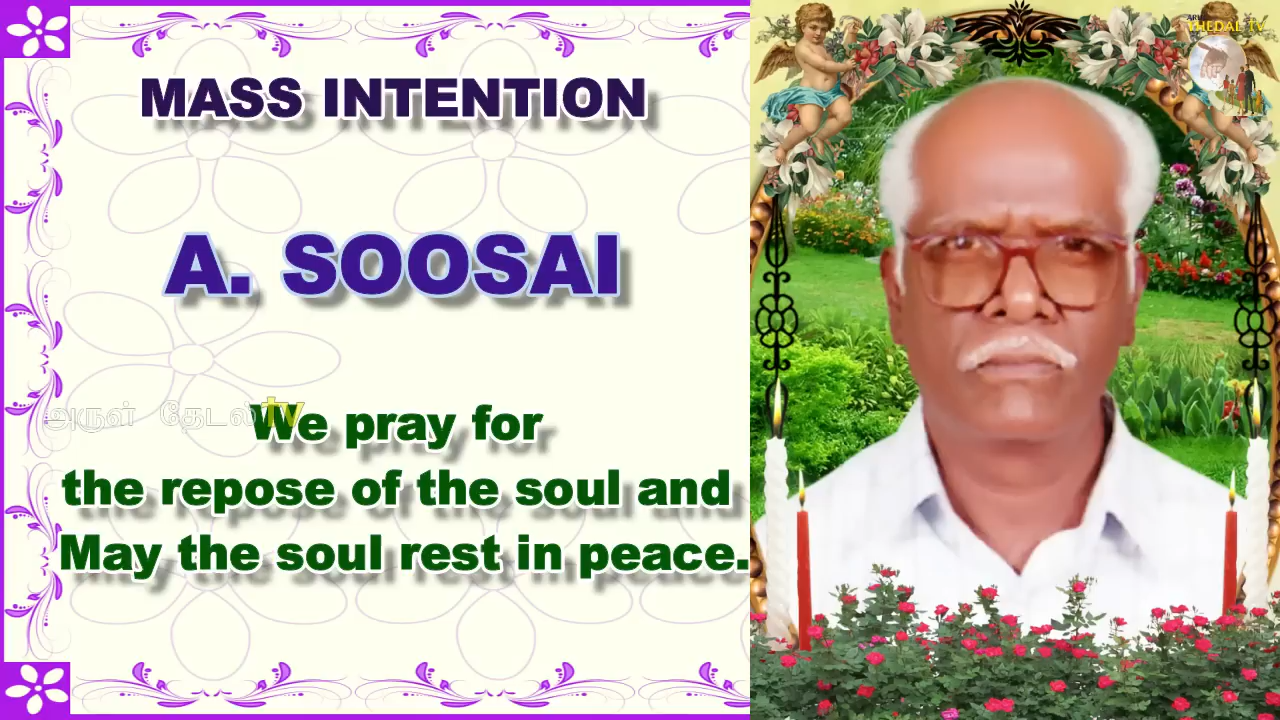 MASS INTENTION
A. SOOSAI
We pray for
the repose of the soul and
May the soul rest in peace.
அருள் தேடல் tv
ARUL
THEDAL TV